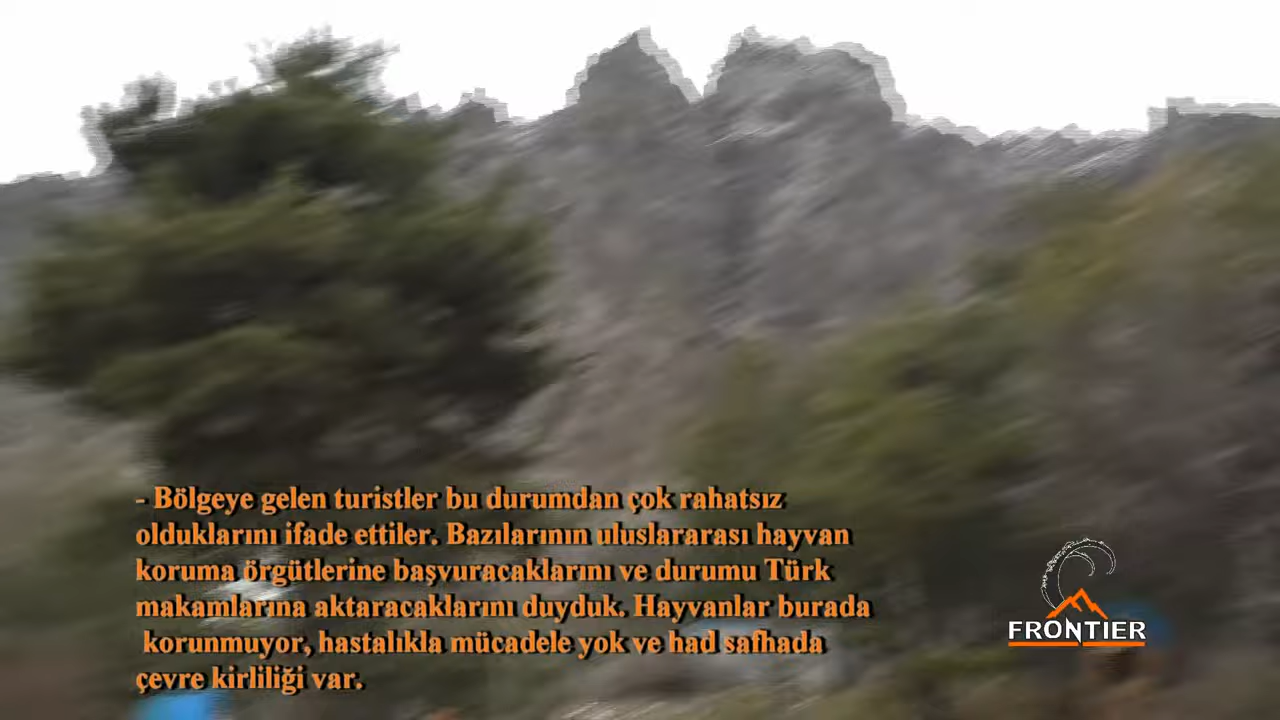 - Bölgeye gelen turistler bu durumdan çok rahatsız
olduklarını ifade ettiler. Bazılarının uluslararası hayvan
koruma örgütlerine başvuracaklarını ve durumu Türk
makamlarına aktaracaklarını duyduk. Hayvanlar burada
korunmuyor, hastalıkla mücadele yok ve had safhada
çevre kirliliği var.
FRONTIER